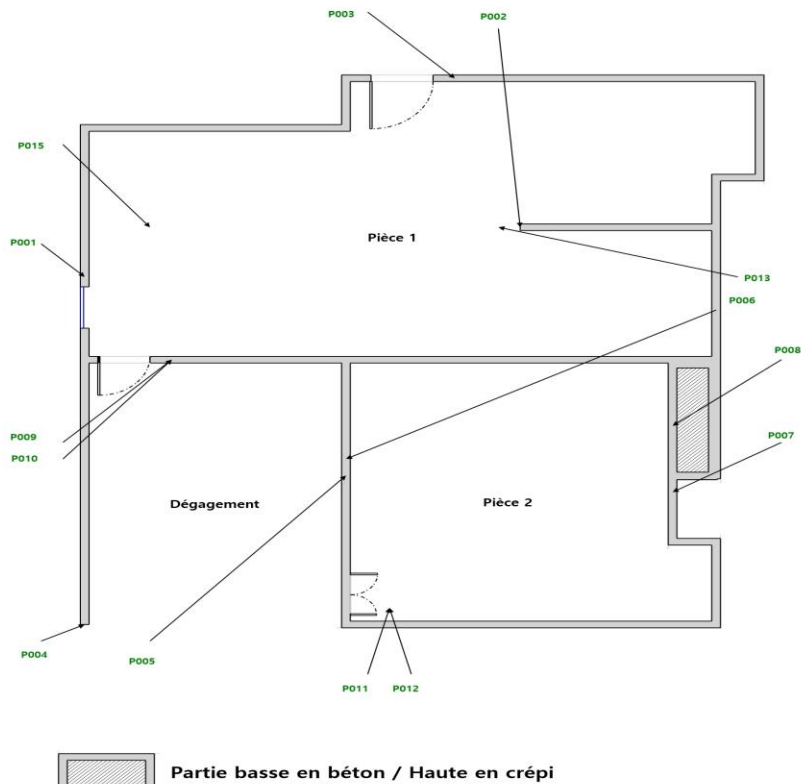 P003
P002
P015
P001
Pièce 1
P013
P006
P008
P009
P007
P010
Dégagement
Pièce 2
P004
P005
P011
P012
Partie basse en béton / Haute en crépi